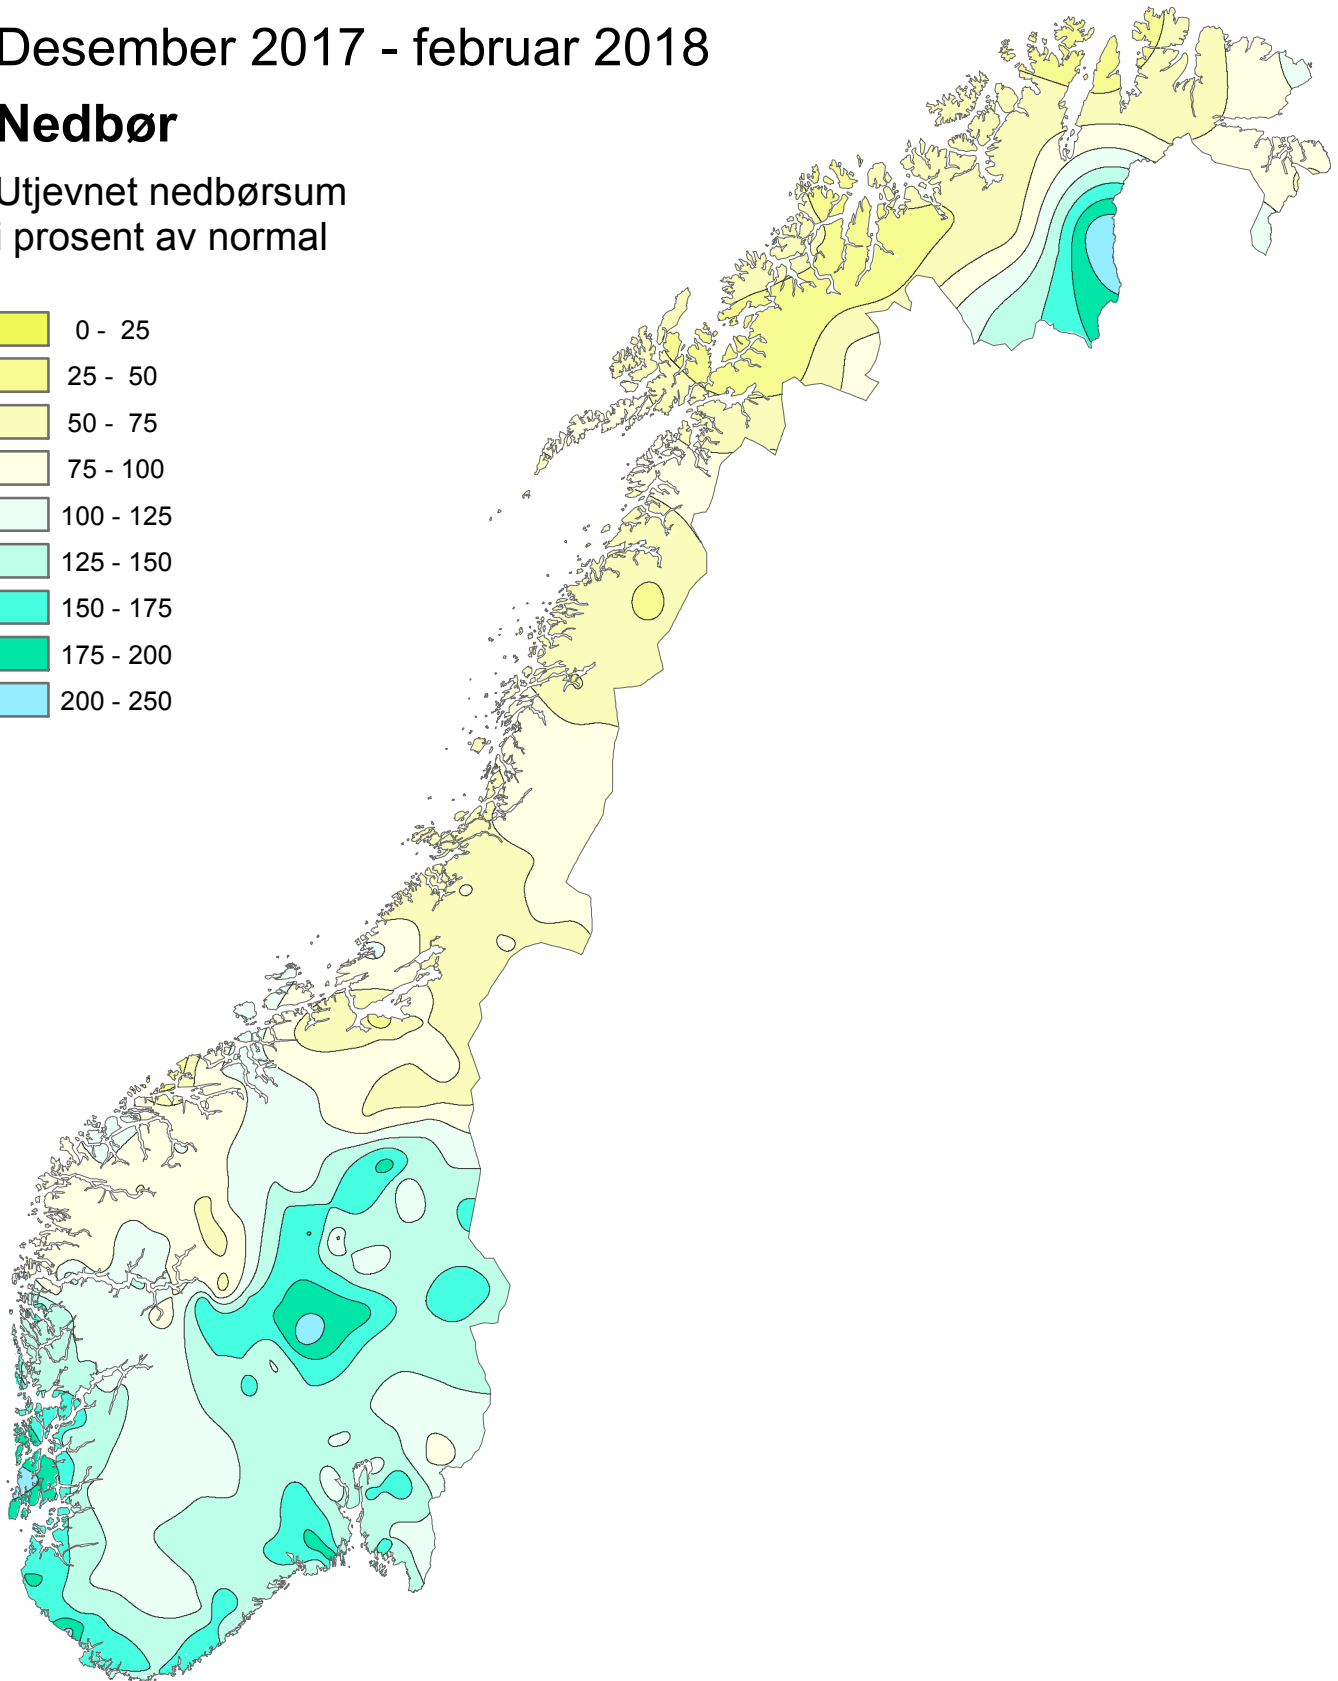 Desember 2017 - februar 2018
Nedbør
Utjevnet nedbørsum
i prosent av normal
0 - 25
25 - 50
50 - 75
75 - 100
100 - 125
125 - 150
150 - 175
175 - 200
200 - 250